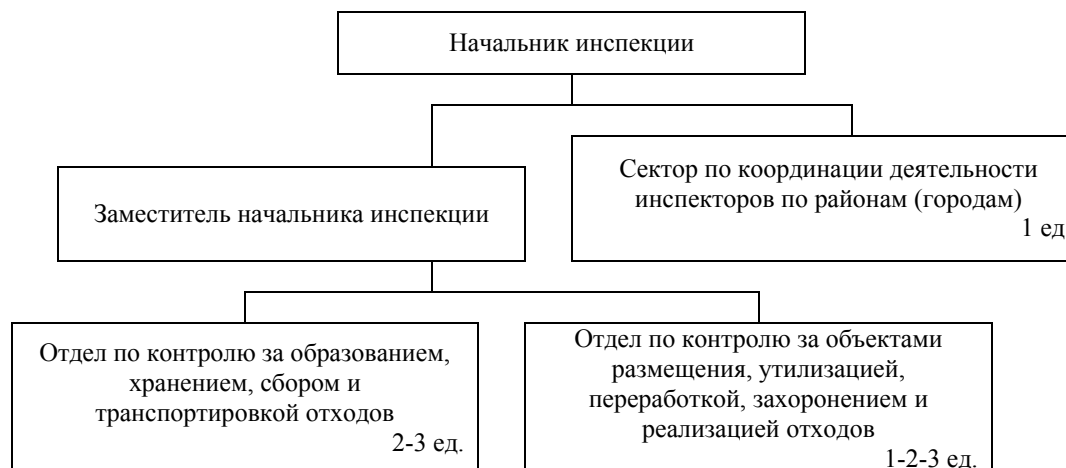 Начальник инспекции
Сектор по координации деятельности
инспекторов по районам (городам)
1 ед
Заместитель начальника инспекции
Отдел по контролю за образованием,
хранением, сбором и
транспортировкой отходов
2-3 ед.
Отдел по контролю за объектами
размещения, утилизацией,
переработкой, захоронением и
реализацией отходов
1-2-3 ед.